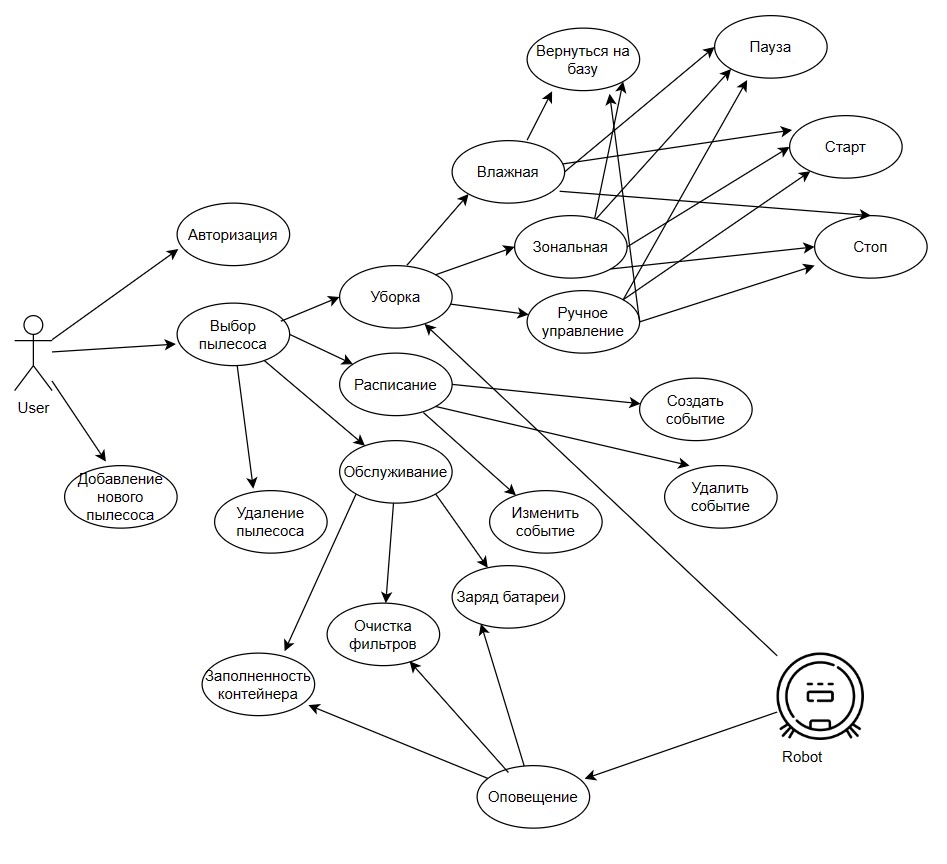 Вернуться на
базу
Пауза
Старт
Влажная
Авторизация
Зональная
Стоп
Уборка
Ручное
управление
Выбор
пылесоса
User
Расписание
Создать
событие
Добавление
нового
пылесоса
Обслуживание
Удалить
событие
Удаление
пылесоса
Изменить
событие
Заряд батареи
Очистка
фильтров
Заполненность
контейнера
Robot
Оповещение